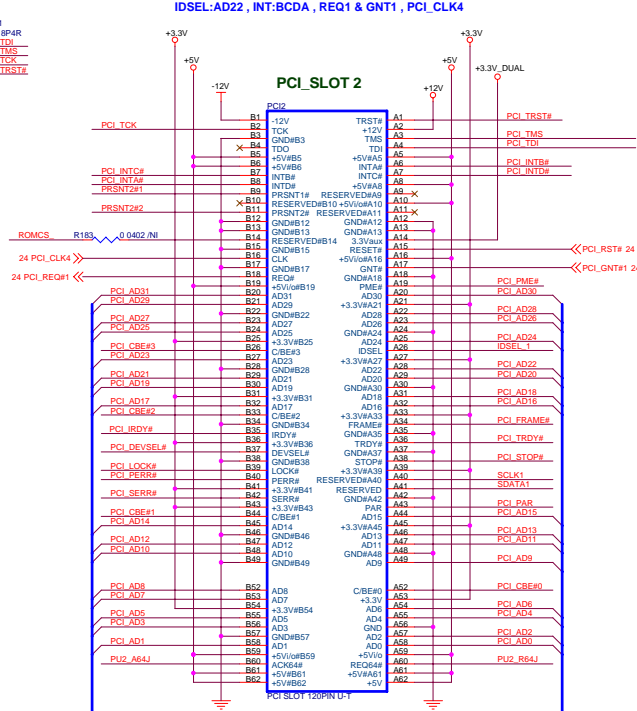 IDSEL:AD22 , INT:BCDA , REQ1 & GNT1 , PCI_CLK4
8P4R
TDI
TMS
TCK
TRST#
+3.3V
+5V
-12V
PCI_SLOT 2
+12V
+5V
+3.3V
+3.3V_DUAL
PCI2
B1 -12V TRST# A1 PCI_TRST#
PCI_TCK B2 TCK +12V A2
B3 GND#B3 TMS A3 PCI_TMS
B4 TDO TDI A4 PCI_TDI
B5 +5V#B5 +5V#A5 A5
B6 +5V#B6 INTA# A6 PCI_INTB#
PCI_INTC# B7 INTB# INTC# A7 PCI_INTD#
PCI_INTA# B8 INTD# +5V#A8 A8
PRSNT2#1 B9 PRSNT1# RESERVED#A9 A9
B10 RESERVED#B10 +5Vi/o#A10 A10
PRSNT2#2 B11 PRSNT2# RESERVED#A11 A11
B12 GND#B12 GND#A12 A12
B13 GND#B13 GND#A13 A13
ROMCS_ R183 0 0402 /NI B14 RESERVED#B14 3.3Vaux A14
B15 GND#B15 RESET# A15 PCI_RST# 24
24 PCI_CLK4 B16 CLK +5Vi/o#A16 A16
B17 GND#B17 GNT# A17 PCI_GNT#1 24
24 PCI_REQ#1 B18 REQ# GND#A18 A18
B19 +5Vi/o#B19 PME# A19 PCI_PME#
PCI_AD31 B20 AD31 AD30 A20 PCI_AD30
PCI_AD29 B21 AD29 +3.3V#A21 A21
B22 GND#B22 AD28 A22 PCI_AD28
PCI_AD27 B23 AD27 AD26 A23 PCI_AD26
PCI_AD25 B24 AD25 GND#A24 A24
B25 +3.3V#B25 AD24 A25 PCI_AD24
PCI_CBE#3 B26 C/BE#3 IDSEL A26 IDSEL_1
PCI_AD23 B27 AD23 +3.3V#A27 A27
B28 GND#B28 AD22 A28 PCI_AD22
PCI_AD21 B29 AD21 AD20 A29 PCI_AD20
PCI_AD19 B30 AD19 GND#A30 A30
B31 +3.3V#B31 AD18 A31 PCI_AD18
PCI_AD17 B32 AD17 AD16 A32 PCI_AD16
PCI_CBE#2 B33 C/BE#2 +3.3V#A33 A33
B34 GND#B34 FRAME# A34 PCI_FRAME#
PCI_IRDY# B35 IRDY# GND#A35 A35
B36 +3.3V#B36 TRDY# A36 PCI_TRDY#
PCI_DEVSEL# B37 DEVSEL# GND#A37 A37
B38 GND#B38 STOP# A38 PCI_STOP#
PCI_LOCK# B39 LOCK# +3.3V#A39 A39
PCI_PERR# B40 PERR# RESERVED#A40 A40 SCLK1
B41 +3.3V#B41 RESERVED A41 SDATA1
PCI_SERR# B42 SERR# GND#A42 A42
B43 +3.3V#B43 PAR A43 PCI_PAR
PCI_CBE#1 B44 C/BE#1 AD15 A44 PCI_AD15
PCI_AD14 B45 AD14 +3.3V#A45 A45
B46 GND#B46 AD13 A46 PCI_AD13
PCI_AD12 B47 AD12 AD11 A47 PCI_AD11
PCI_AD10 B48 AD10 GND#A48 A48
B49 GND#B49 AD9 A49 PCI_AD9
PCI_AD8 B52 AD8 C/BE#0 A52 PCI_CBE#0
PCI_AD7 B53 AD7 +3.3V A53
B54 +3.3V#B54 AD6 A54 PCI_AD6
PCI_AD5 B55 AD5 AD4 A55 PCI_AD4
PCI_AD3 B56 AD3 GND A56
B57 GND#B57 AD2 A57 PCI_AD2
PCI_AD1 B58 AD1 AD0 A58 PCI_AD0
B59 +5Vi/o#B59 +5Vi/o A59
PU2_A64J B60 ACK64# REQ64# A60 PU2_R64J
B61 +5V#B61 +5V#A61 A61
B62 +5V#B62 +5V A62
PCI SLOT 120PIN U-T